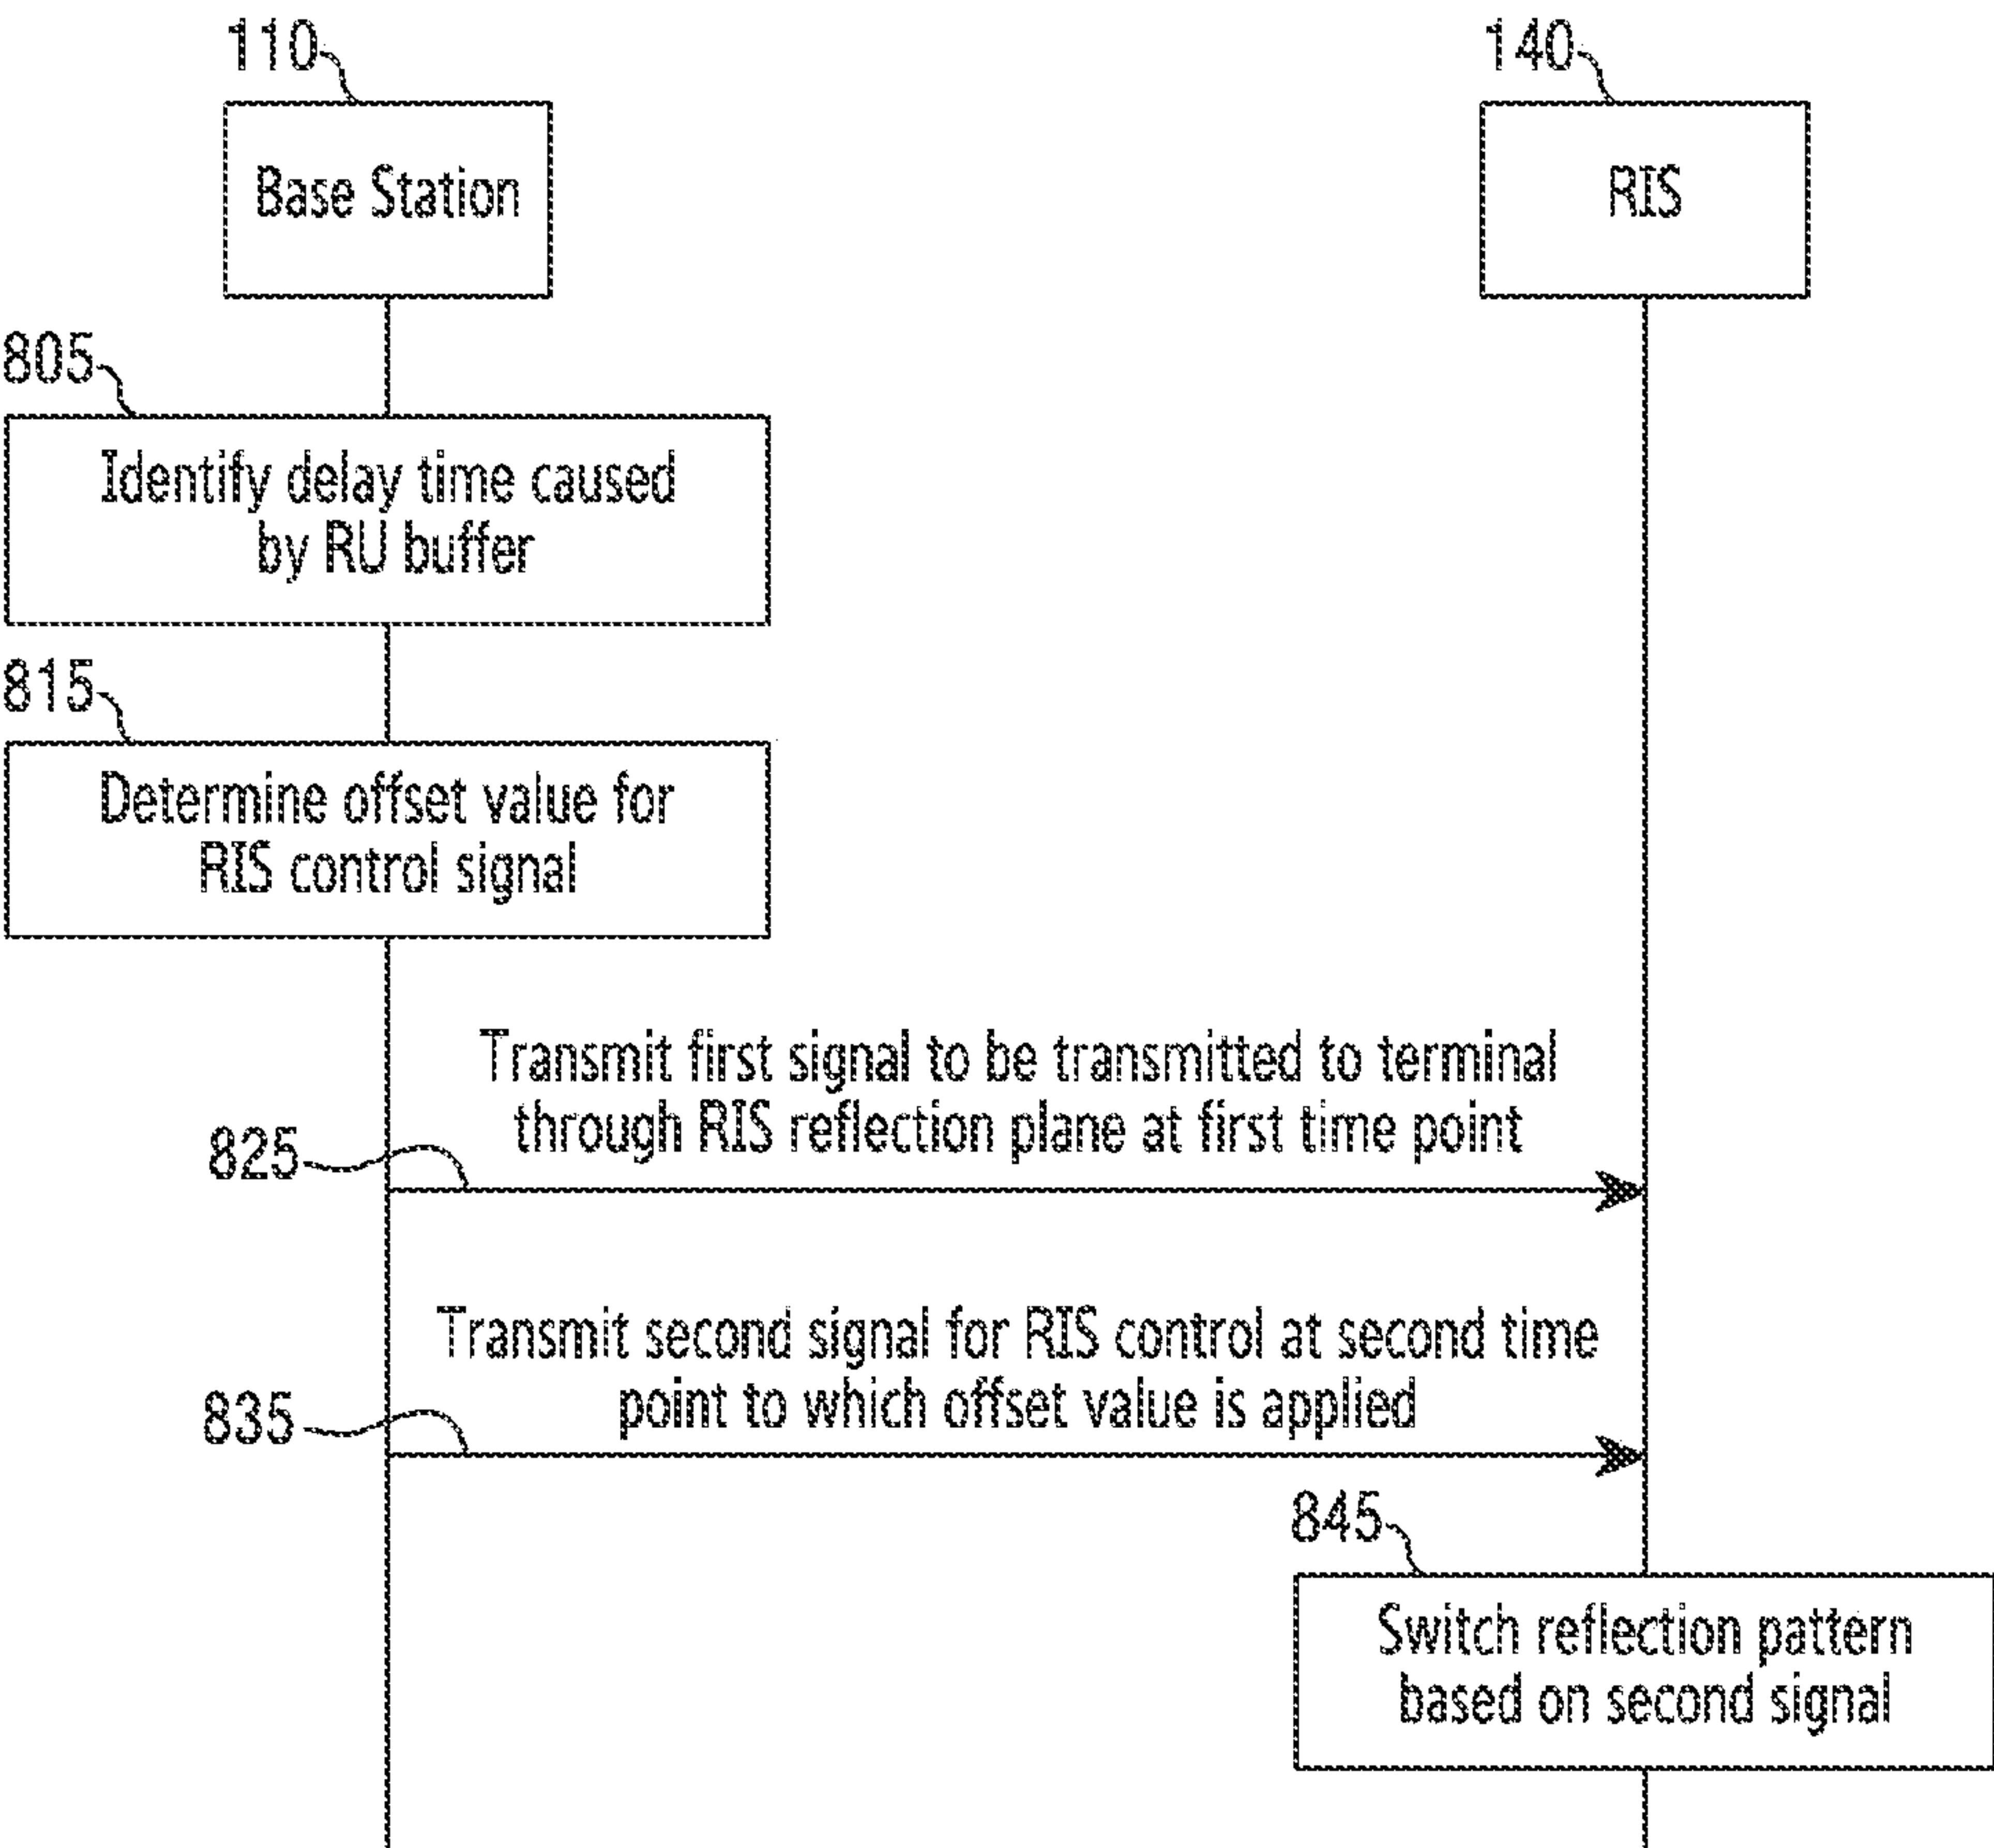 110
140
Base Station
RIS
805
Identify delay time caused
by RU buffer
815
Determine offset value for
RIS control signal
Transmit first signal to be transmitted to terminal
through RIS reflection plane at first time point
825
Transmit second signal for RIS control at second time
point to which offset value is applied
835
845
Switch reflection pattern
based on second signal